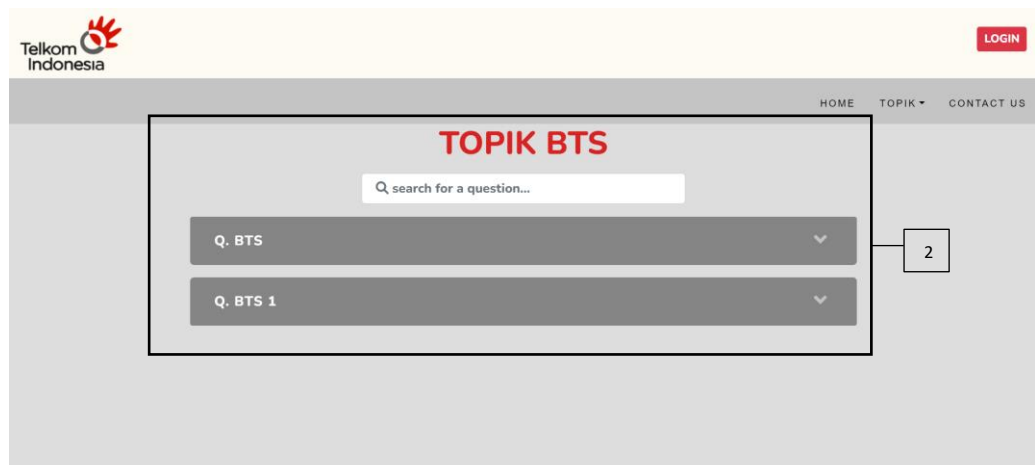 Telkom
Indonesia
LOGIN
HOME TOPIK CONTACT US
TOPIK BTS
search for a question...
Q. BTS
2
Q. BTS 1